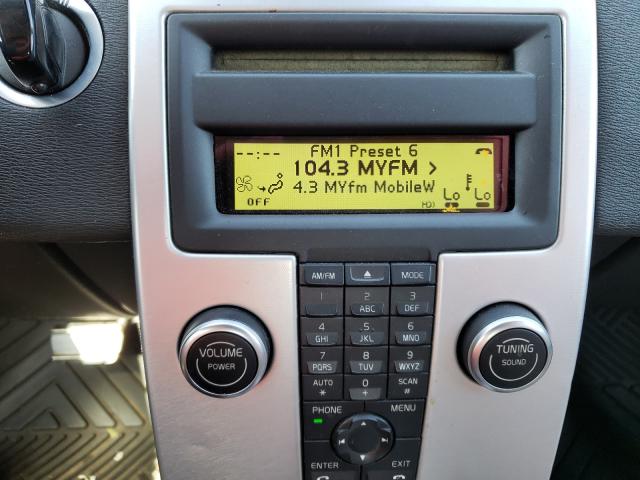 FM1 Preset 6
--:--
104.3 MYFM >
4.3 MYfm MobileW
OFF
HD)
Lo
Lo
AM/FM
MODE
1
2 ABC
3 DEF
4 GHI
5 JKL
6 MNO
7 PQRS
8 TUV
9 WXYZ
AUTO *
0 +
SCAN #
VOLUME
POWER
TUNING
SOUND
PHONE
MENU
ENTER
EXIT